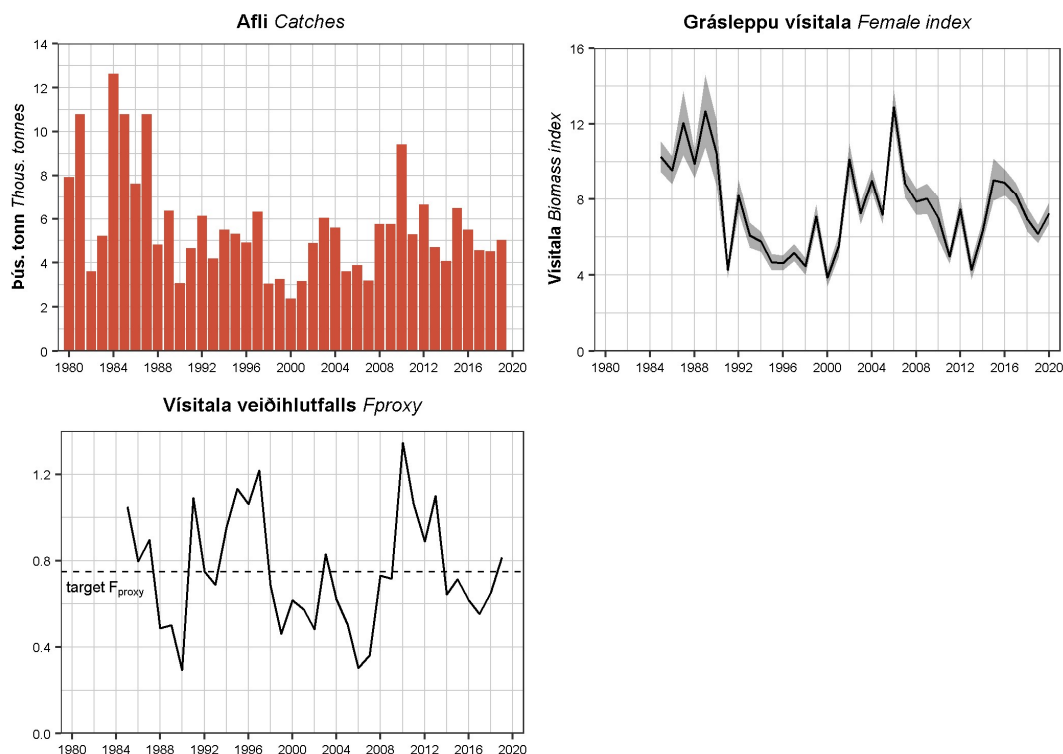 Afli Catches
þús. tonn Thous. tonnes
14
12
10
8
6
4
2
0
1980 1984 1988 1992 1996 2000 2004 2008 2012 2016 2020
Grásleppu vísitala Female index
Vísitala Biomass index
16
12
8
4
0
1980 1984 1988 1992 1996 2000 2004 2008 2012 2016 2020
Vísitala veiðihlutfalls Fproxy
1.2
0.8
target Fproxy
0.4
0.0
1980 1984 1988 1992 1996 2000 2004 2008 2012 2016 2020